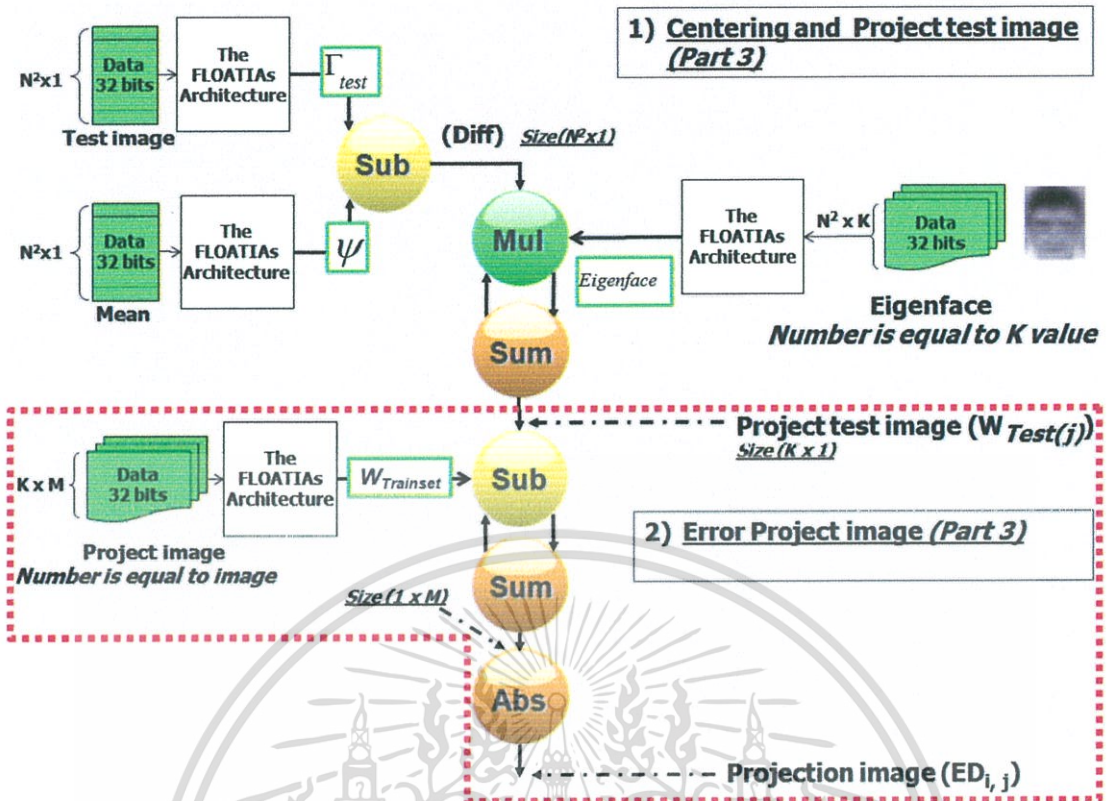 1) Centering and Project test image
(Part 3)
N²x1
Data
32 bits
Test image
The
FLOATIAs
Architecture
Γtest
Sub
(Diff) Size(N²x1)
N²x1
Data
32 bits
Mean
The
FLOATIAs
Architecture
ψ
Mul
Eigenface
The
FLOATIAs
Architecture
N² x K
Data
32 bits
Eigenface
Number is equal to K value
Sum
Project test image (W Test(j))
Size (K x 1)
K x M
Data
32 bits
Project image
Number is equal to image
The
FLOATIAs
Architecture
W Trainset
Sub
2) Error Project image (Part 3)
Sum
Size (1 x M)
Abs
Projection image (ED i, j)